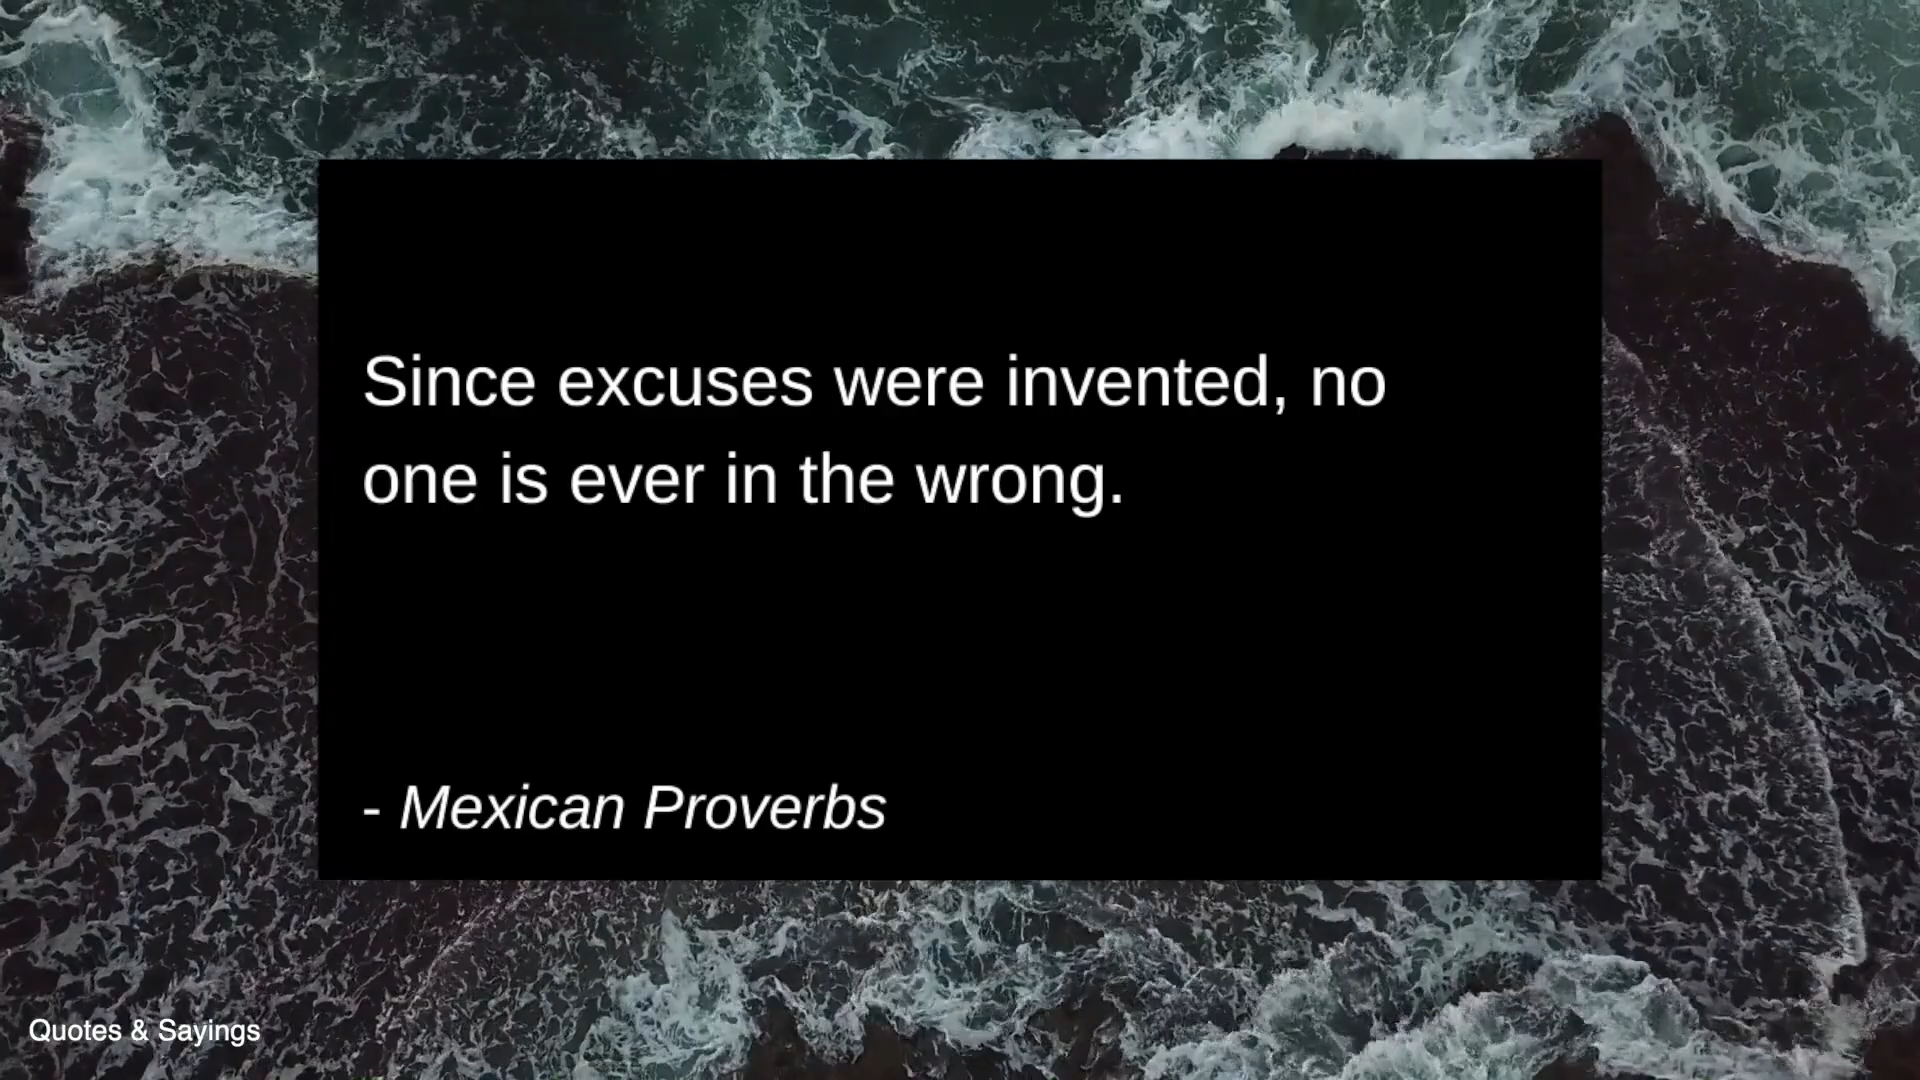 Since excuses were invented, no
one is ever in the wrong.
- Mexican Proverbs
Quotes & Sayings